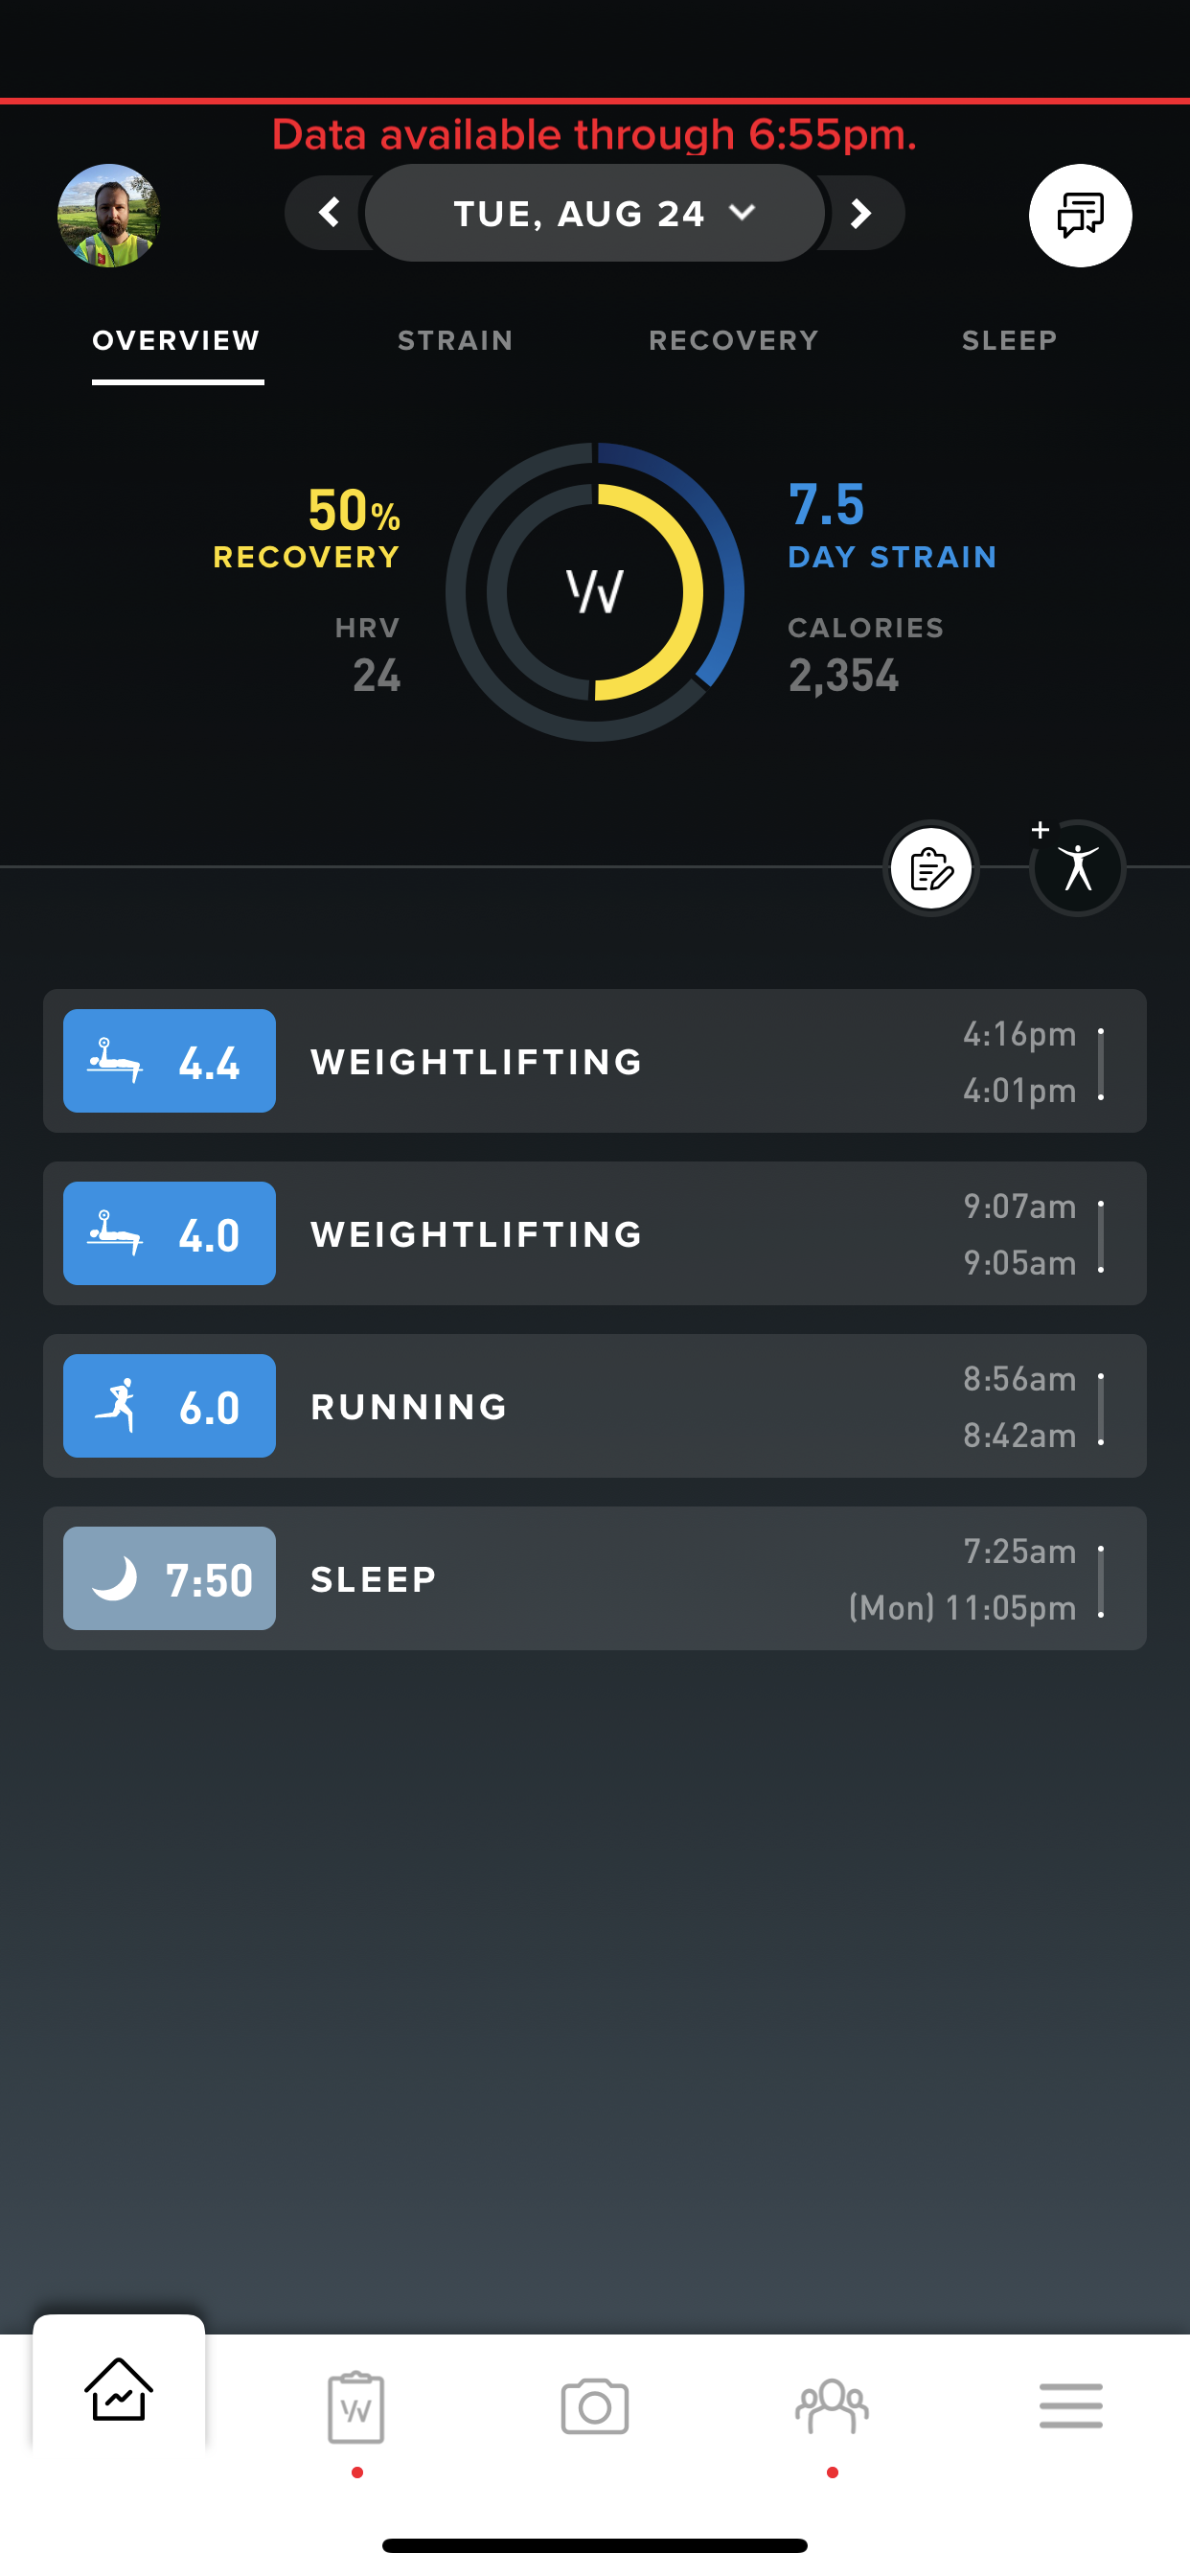 Data available through 6:55pm.
TUE, AUG 24
OVERVIEW STRAIN RECOVERY SLEEP
50%
RECOVERY
HRV
24
7.5
DAY STRAIN
CALORIES
2,354
4.4 WEIGHTLIFTING 4:16pm
4:01pm
4.0 WEIGHTLIFTING 9:07am
9:05am
6.0 RUNNING 8:56am
8:42am
7:50 SLEEP 7:25am
(Mon) 11:05pm